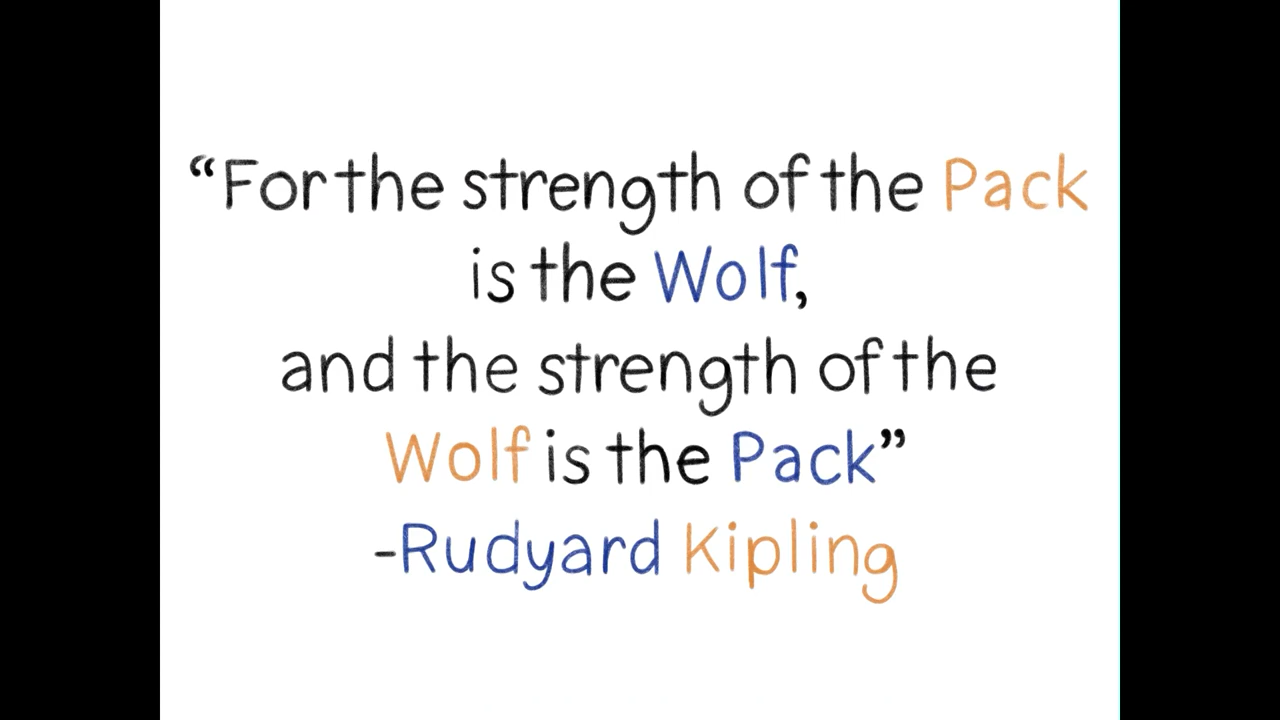 “For the strength of the Pack
is the Wolf,
and the strength of the
Wolf is the Pack”
-Rudyard Kipling